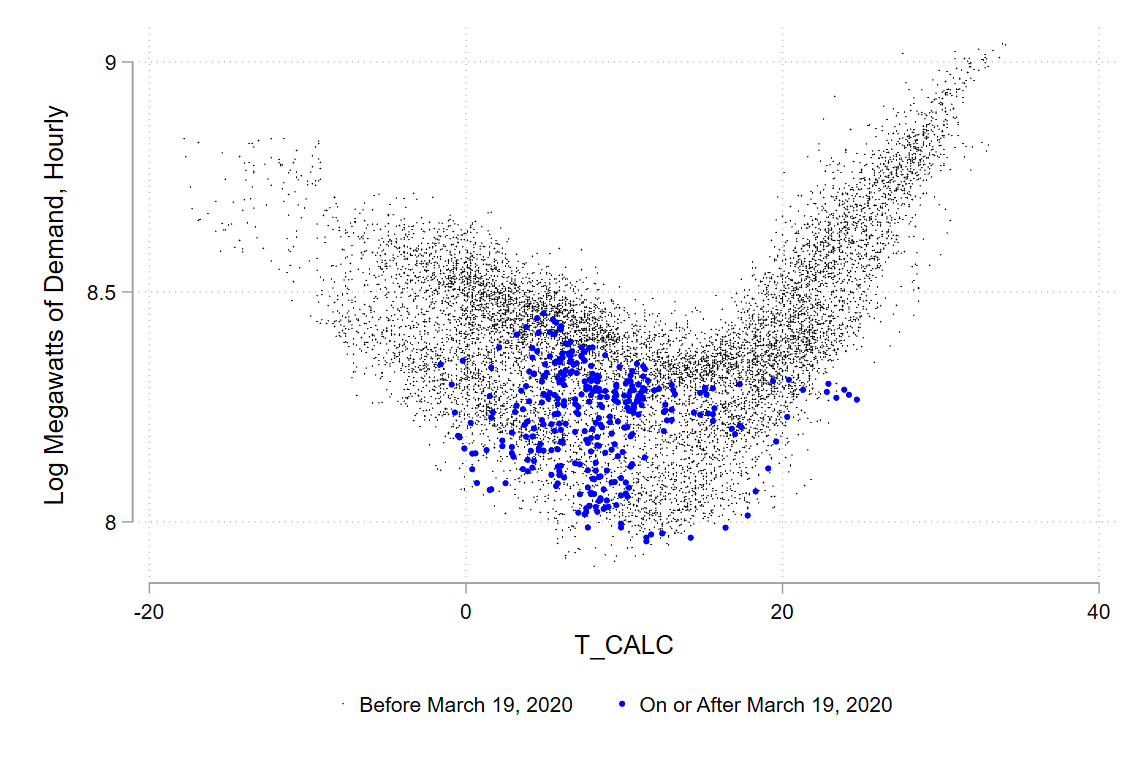 Log Megawatts of Demand, Hourly
9
8.5
8
-20 0 20 40
T_CALC
Before March 19, 2020 On or After March 19, 2020